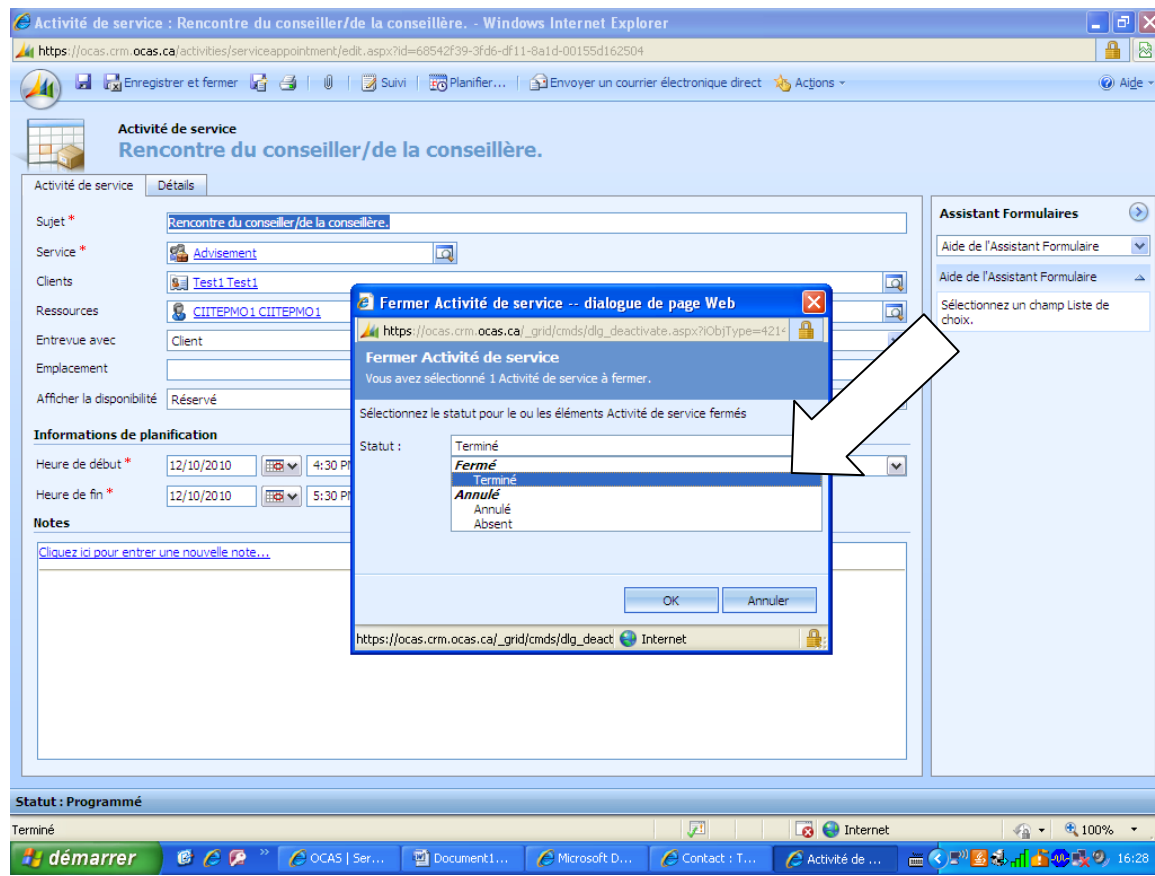 Activité de service : Rencontre du conseiller/de la conseillère. - Windows Internet Explorer
https://ocas.crm.ocas.ca/activities/serviceappointment/edit.aspx?id=68542f39-3fd6-df11-8a1d-00155d162504
Enregistrer et fermer Suivi Planifier... Envoyer un courrier électronique direct Actions Aide
Activité de service
Rencontre du conseiller/de la conseillère.
Activité de service Détails
Sujet * Rencontre du conseiller/de la conseillère.
Service * Advisement
Clients Test1 Test1
Ressources CIITEPMO1 CIITEPMO1
Entrevue avec Client
Emplacement
Afficher la disponibilité Réservé
Informations de planification
Heure de début * 12/10/2010 4:30 PM
Heure de fin * 12/10/2010 5:30 PM
Notes
Cliquez ici pour entrer une nouvelle note...
Assistant Formulaires
Aide de l'Assistant Formulaire
Aide de l'Assistant Formulaire
Sélectionnez un champ Liste de
choix.
Fermer Activité de service -- dialogue de page Web
https://ocas.crm.ocas.ca/_grid/cmds/dlg_deactivate.aspx?iObjType=4214
Fermer Activité de service
Vous avez sélectionné 1 Activité de service à fermer.
Sélectionnez le statut pour le ou les éléments Activité de service fermés
Statut : Terminé
Fermé
Terminé
Annulé
Annulé
Absent
OK Annuler
https://ocas.crm.ocas.ca/_grid/cmds/dlg_deact Internet
Statut : Programmé
Terminé Internet 100%
démarrer » OCAS | Ser... Document1... Microsoft D... Contact : T... Activité de ... 16:28